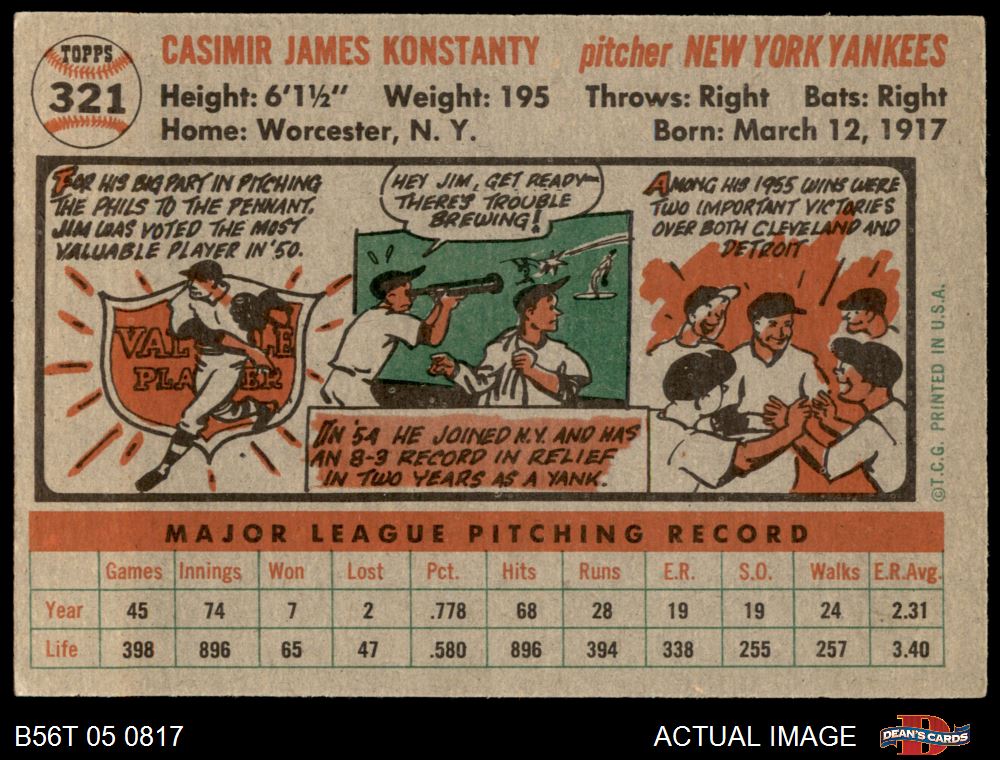 TOPPS
321
CASIMIR JAMES KONSTANTY pitcher NEW YORK YANKEES
Height: 6'1½" Weight: 195 Throws: Right Bats: Right
Home: Worcester, N. Y. Born: March 12, 1917
FOR HIS BIG PART IN PITCHING
THE PHILS TO THE PENNANT,
JIM WAS VOTED THE MOST
VALUABLE PLAYER IN '50.
VAL LE
PLA ER
HEY JIM, GET READY—
THERE'S TROUBLE
BREWING!
IN '54 HE JOINED N.Y. AND HAS
AN 8-3 RECORD IN RELIEF
IN TWO YEARS AS A YANK.
AMONG HIS 1955 WINS WERE
TWO IMPORTANT VICTORIES
OVER BOTH CLEVELAND AND
DETROIT
©T.C.G. PRINTED IN U.S.A.
MAJOR LEAGUE PITCHING RECORD
Games Innings Won Lost Pct. Hits Runs E.R. S.O. Walks E.R.Avg.
Year 45 74 7 2 .778 68 28 19 19 24 2.31
Life 398 896 65 47 .580 896 394 338 255 257 3.40
B56T 05 0817 ACTUAL IMAGE
DEAN'S CARDS